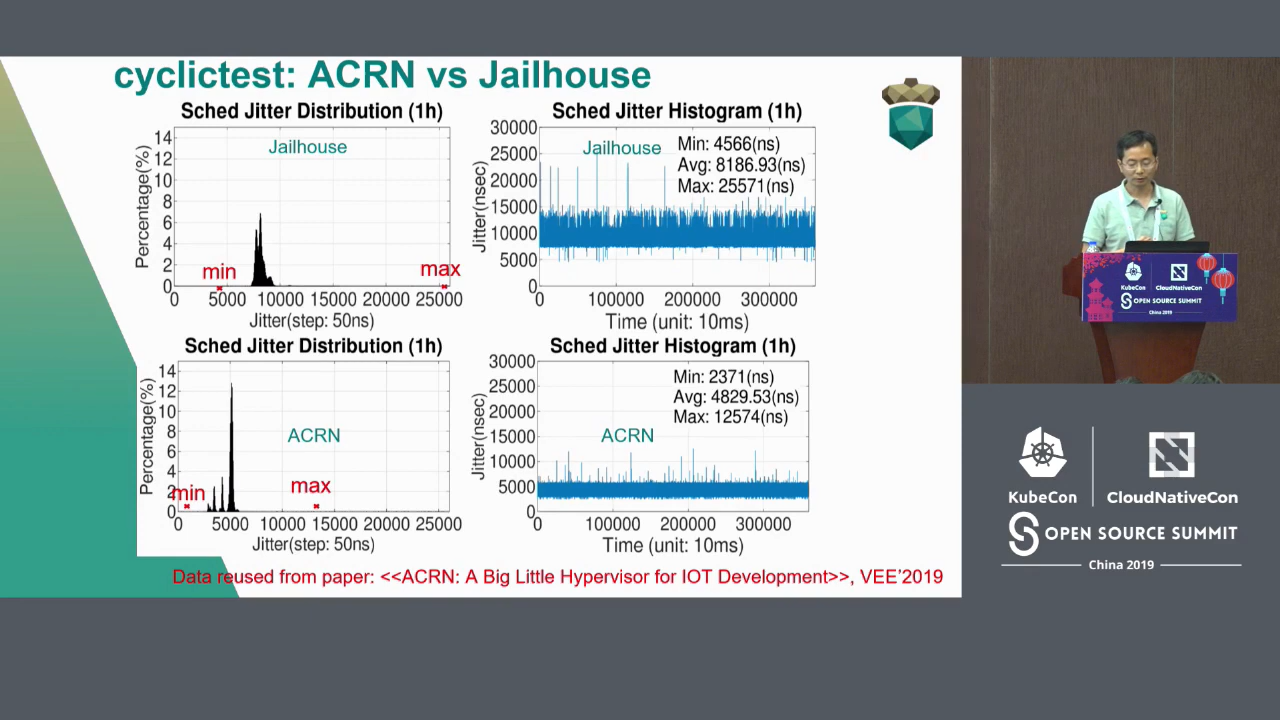 cyclictest: ACRN vs Jailhouse
Sched Jitter Distribution (1h)
Percentage(%)
14
12
10
8
6
4
2
0
Jailhouse
min
max
0 5000 10000 15000 20000 25000
Jitter(step: 50ns)
Sched Jitter Histogram (1h)
Jitter(nsec)
30000
25000
20000
15000
10000
5000
0
Jailhouse
Min: 4566(ns)
Avg: 8186.93(ns)
Max: 25571(ns)
0 100000 200000 300000
Time (unit: 10ms)
Sched Jitter Distribution (1h)
Percentage(%)
14
12
10
8
6
4
2
0
ACRN
min
max
0 5000 10000 15000 20000 25000
Jitter(step: 50ns)
Sched Jitter Histogram (1h)
Jitter(nsec)
30000
25000
20000
15000
10000
5000
0
ACRN
Min: 2371(ns)
Avg: 4829.53(ns)
Max: 12574(ns)
0 100000 200000 300000
Time (unit: 10ms)
Data reused from paper: <<ACRN: A Big Little Hypervisor for IOT Development>>, VEE'2019
KubeCon CloudNativeCon
OPEN SOURCE SUMMIT
China 2019
KubeCon CloudNativeCon
OPEN SOURCE SUMMIT
China 2019